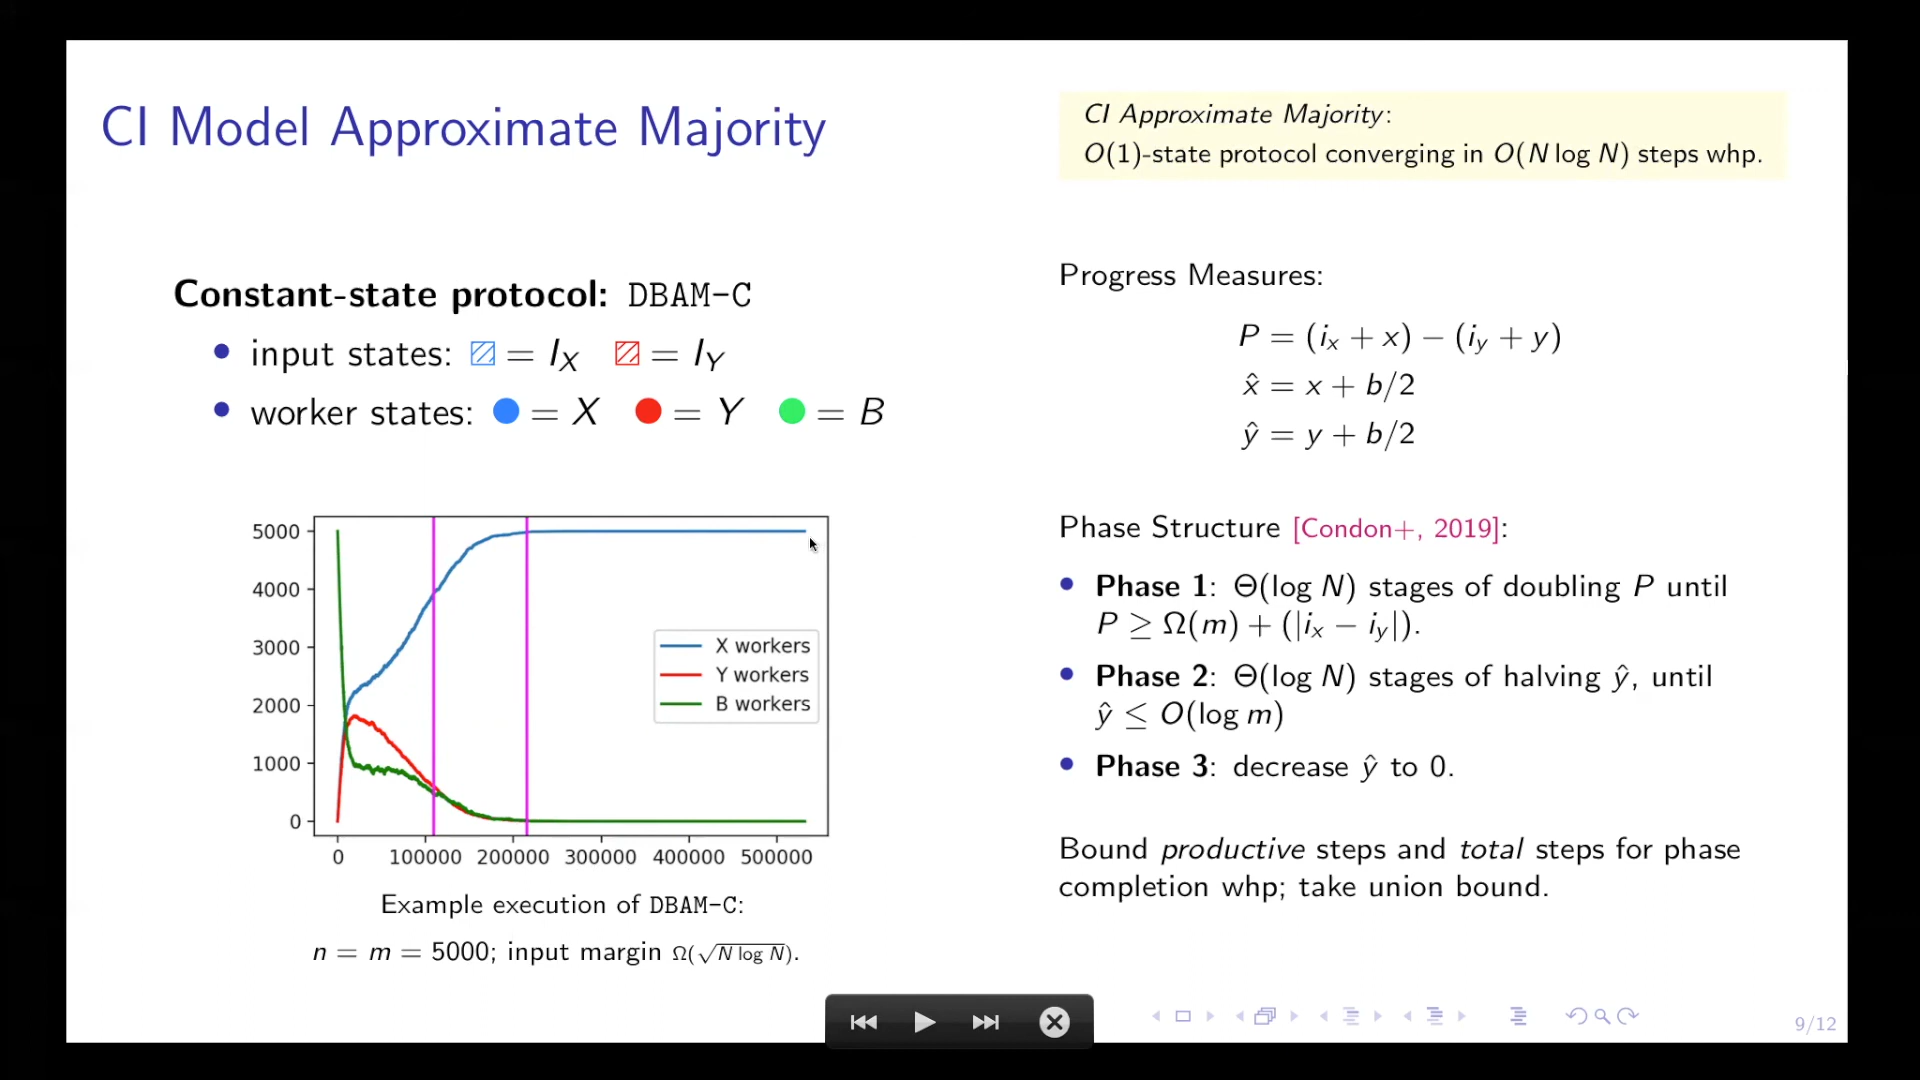 CI Model Approximate Majority
CI Approximate Majority:
O(1)-state protocol converging in O(N log N) steps whp.
Constant-state protocol: DBAM-C
• input states: = I_X = I_Y
• worker states: = X = Y = B
5000
4000
3000
2000
1000
0
X workers
Y workers
B workers
0 100000 200000 300000 400000 500000
Example execution of DBAM-C:
n = m = 5000; input margin Ω(√N log N).
Progress Measures:
P = (i_x + x) − (i_y + y)
x̂ = x + b/2
ŷ = y + b/2
Phase Structure [Condon+, 2019]:
• Phase 1: Θ(log N) stages of doubling P until
P ≥ Ω(m) + (|i_x − i_y|).
• Phase 2: Θ(log N) stages of halving ŷ, until
ŷ ≤ O(log m)
• Phase 3: decrease ŷ to 0.
Bound productive steps and total steps for phase
completion whp; take union bound.
9/12